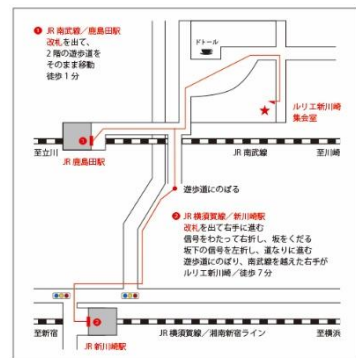 ❶ JR 南武線／鹿島田駅
改札を出て、
2階の遊歩道を
そのまま移動
徒歩1分
ドトール
ルリエ新川崎
集会室
❶
至立川
JR 鹿島田駅
JR 南武線
至川崎
遊歩道にのぼる
❷ JR 横須賀線／新川崎駅
改札を出て右手に進む
信号をわたって右折し、坂をくだる
坂下の信号を左折し、道なりに進む
遊歩道にのぼり、南武線を越えた右手が
ルリエ新川崎／徒歩7分
❷
至新宿
JR 新川崎駅
JR 横須賀線／湘南新宿ライン
至横浜